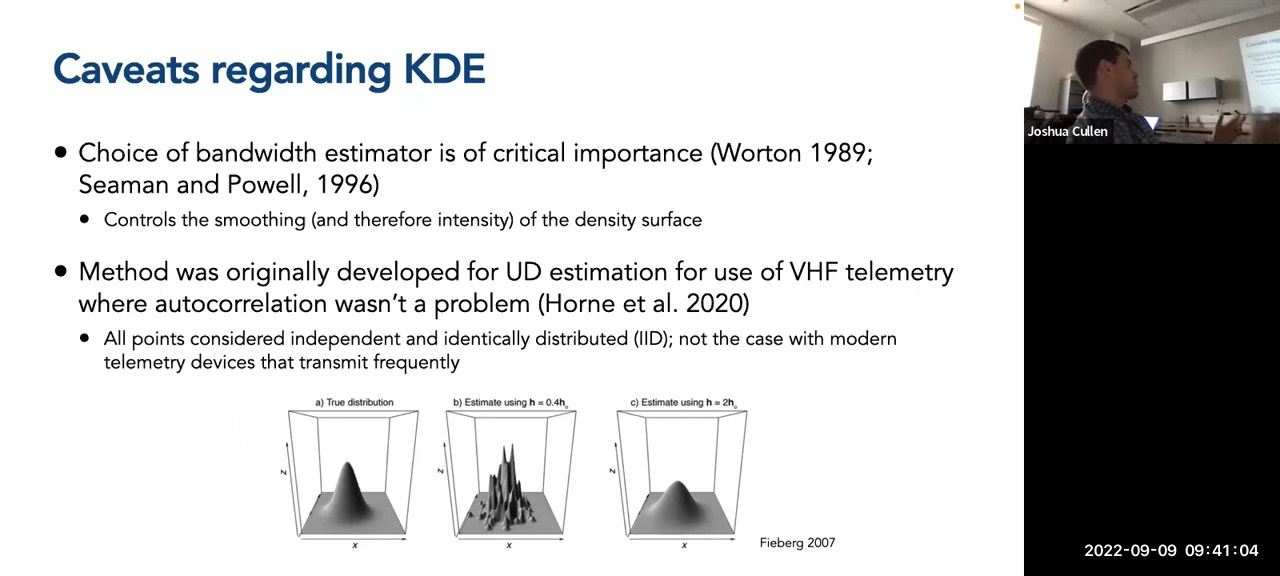 Caveats regarding KDE
• Choice of bandwidth estimator is of critical importance (Worton 1989;
Seaman and Powell, 1996)
• Controls the smoothing (and therefore intensity) of the density surface
• Method was originally developed for UD estimation for use of VHF telemetry
where autocorrelation wasn't a problem (Horne et al. 2020)
• All points considered independent and identically distributed (IID); not the case with modern
telemetry devices that transmit frequently
a) True distribution
b) Estimate using h = 0.4hₒ
c) Estimate using h = 2hₒ
z
z
z
x
x
x
Fieberg 2007
Joshua Cullen
2022-09-09 09:41:04